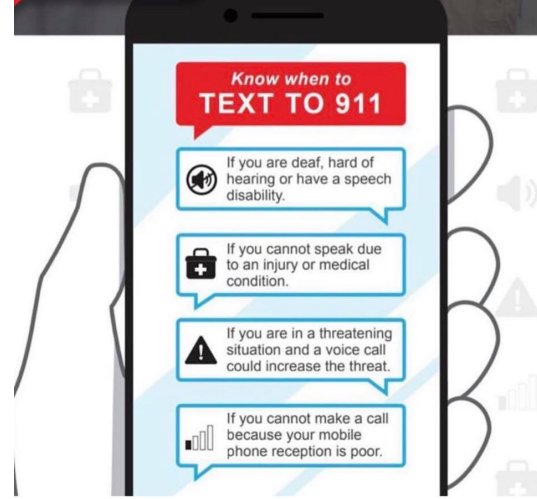 Know when to
TEXT TO 911
If you are deaf, hard of
hearing or have a speech
disability.
If you cannot speak due
to an injury or medical
condition.
If you are in a threatening
situation and a voice call
could increase the threat.
If you cannot make a call
because your mobile
phone reception is poor.